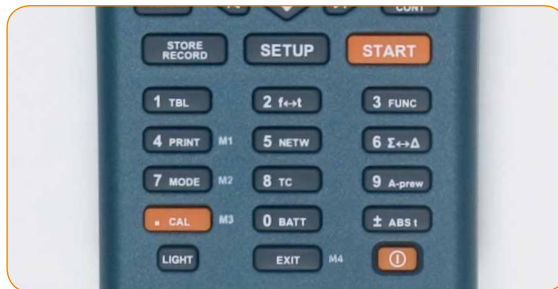 CONT
STORE RECORD SETUP START
1 TBL 2 f↔t 3 FUNC
4 PRINT M1 5 NETW 6 Σ↔Δ
7 MODE M2 8 TC 9 A-prew
. CAL M3 0 BATT ± ABS t
LIGHT EXIT M4